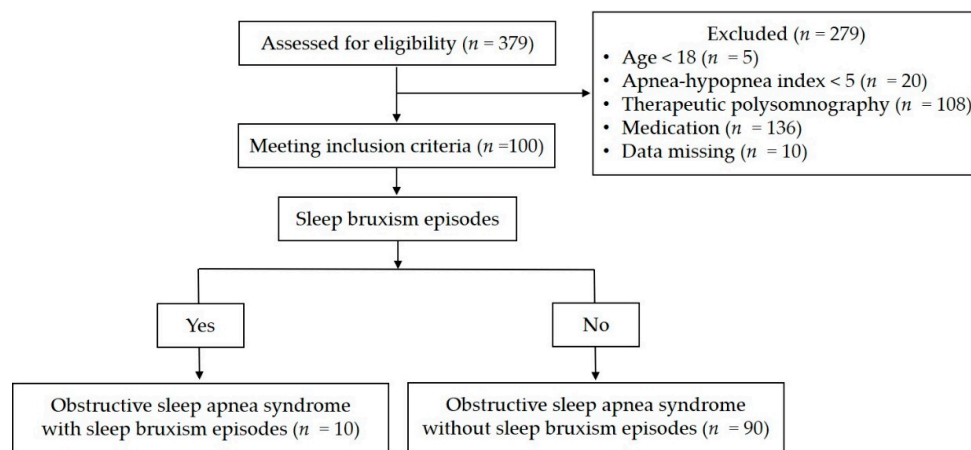 Assessed for eligibility (n = 379)
Excluded (n = 279)
• Age < 18 (n = 5)
• Apnea-hypopnea index < 5 (n = 20)
• Therapeutic polysomnography (n = 108)
• Medication (n = 136)
• Data missing (n = 10)
Meeting inclusion criteria (n =100)
Sleep bruxism episodes
Yes
No
Obstructive sleep apnea syndrome
with sleep bruxism episodes (n = 10)
Obstructive sleep apnea syndrome
without sleep bruxism episodes (n = 90)